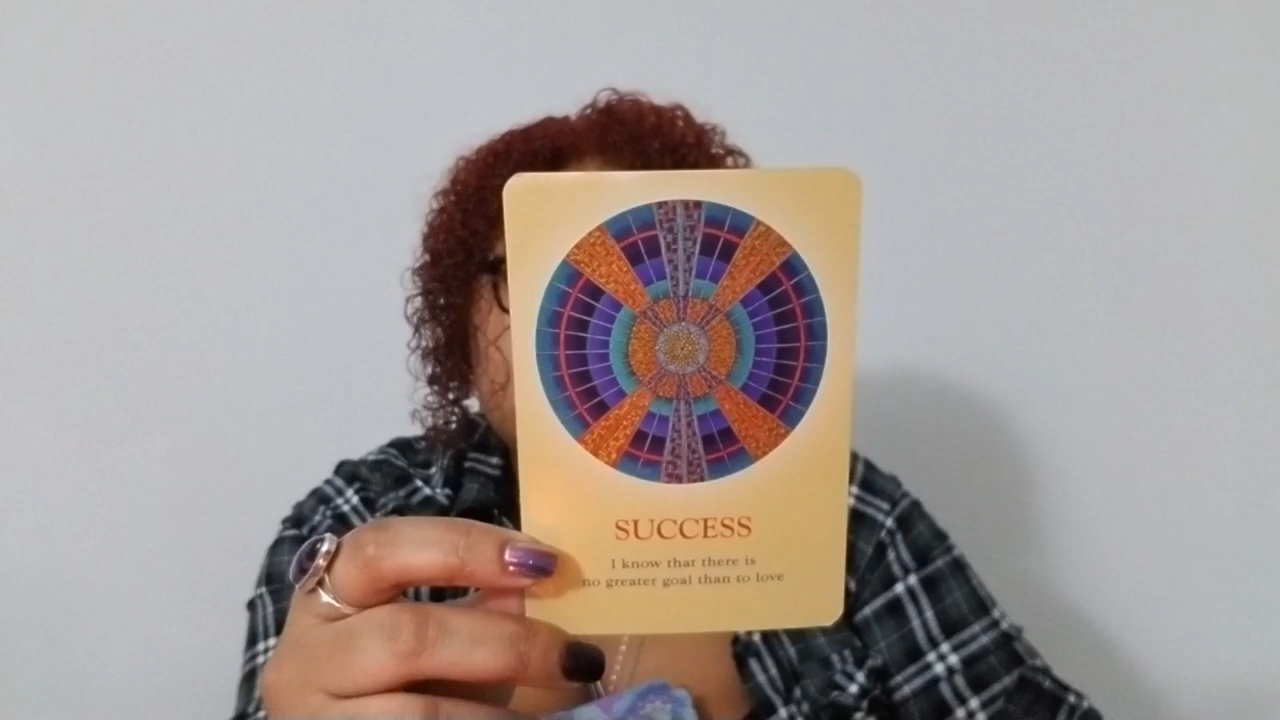 SUCCESS
I know that there is
no greater goal than to love